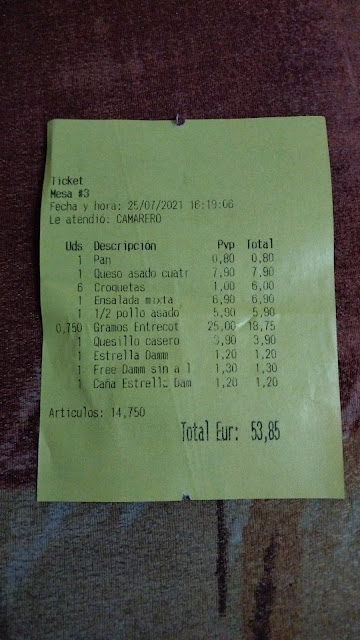 Ticket
Mesa #3
Fecha y hora: 25/07/2021 16:19:06
Le atendió: CAMARERO
Uds Descripción Pvp Total
1 Pan 0,80 0,80
1 Queso asado cuatr 7,90 7,90
6 Croquetas 1,00 6,00
1 Ensalada mixta 6,90 6,90
1 1/2 pollo asado 5,90 5,90
0,750 Gramos Entrecot 25,00 18,75
1 Quesillo casero 3,90 3,90
1 Estrella Damm 1,20 1,20
1 Free Damm sin a l 1,30 1,30
1 Caña Estrella Dam 1,20 1,20
Articulos: 14,750
Total Eur: 53,85